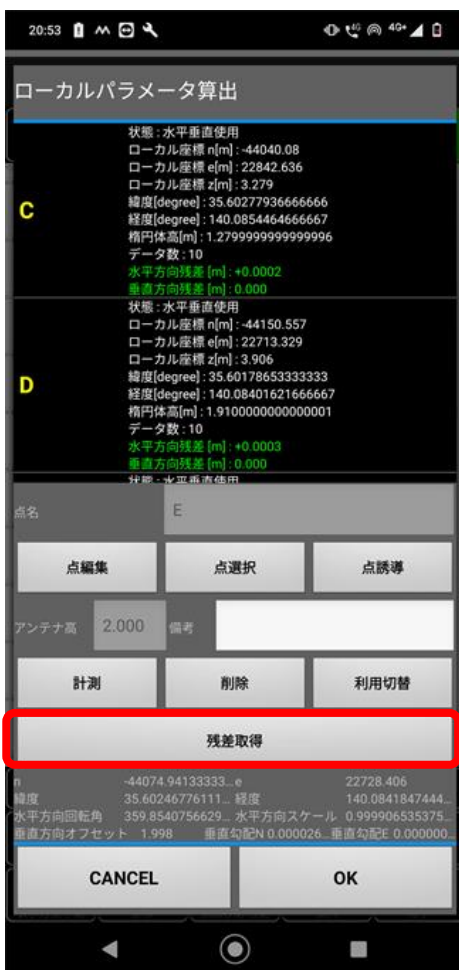 20:53 4G 4G+
ローカルパラメータ算出
状態 : 水平垂直使用
ローカル座標 n[m] : -44040.08
ローカル座標 e[m] : 22842.636
ローカル座標 z[m] : 3.279
C 緯度[degree] : 35.60277936666666
経度[degree] : 140.0854464666667
楕円体高[m] : 1.2799999999999996
データ数 : 10
水平方向残差 [m] : +0.0002
垂直方向残差 [m] : 0.000
状態 : 水平垂直使用
ローカル座標 n[m] : -44150.557
ローカル座標 e[m] : 22713.329
ローカル座標 z[m] : 3.906
D 緯度[degree] : 35.60178653333333
経度[degree] : 140.08401621666667
楕円体高[m] : 1.9100000000000001
データ数 : 10
水平方向残差 [m] : +0.0003
垂直方向残差 [m] : 0.000
状態 : 水平垂直使用
点名 E
点編集 点選択 点誘導
アンテナ高 2.000 備考
計測 削除 利用切替
残差取得
n -44074.94133333... e 22728.406
緯度 35.60246776111... 経度 140.0841847444...
水平方向回転角 359.8540756629... 水平方向スケール 0.999906535375...
垂直方向オフセット 1.998 垂直勾配N 0.000026... 垂直勾配E 0.000000...
CANCEL OK